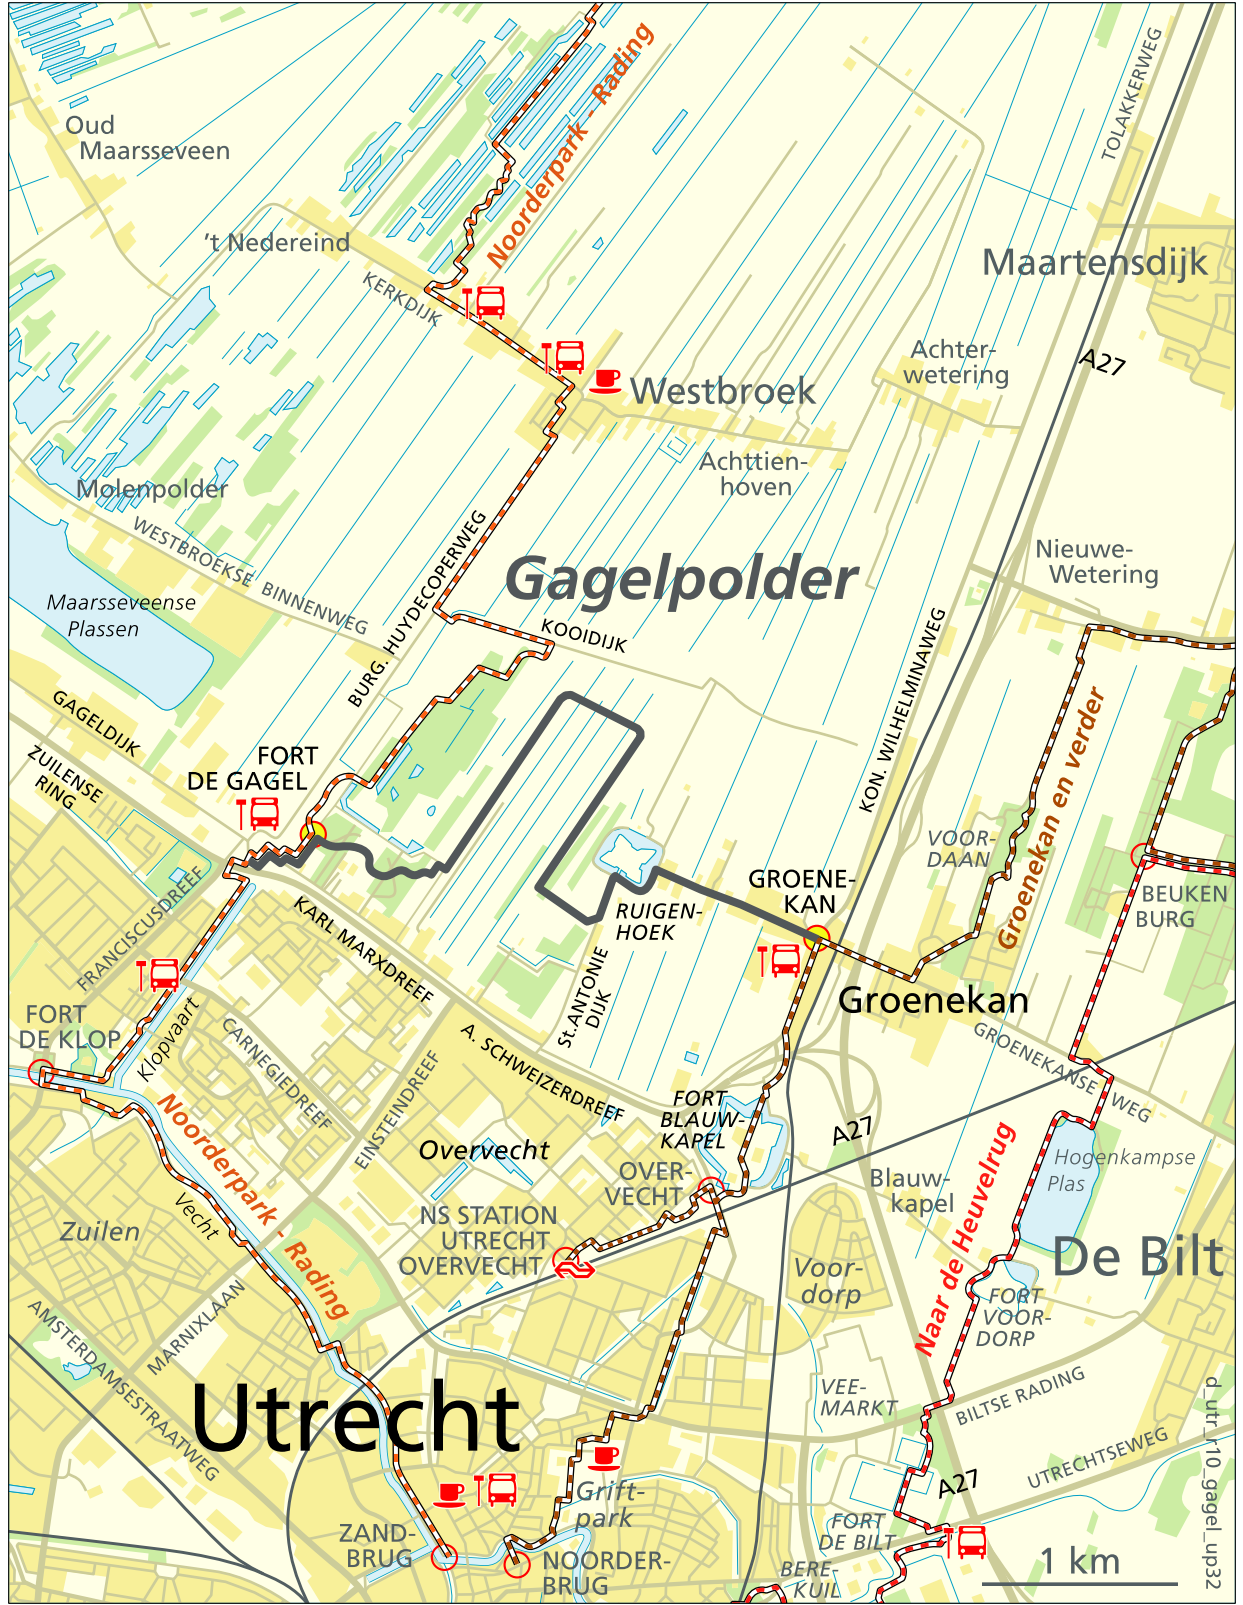 Oud
Maarsseveen
Noorderpark - Rading
TOLAKKERWEG
't Nedereind
KERKDIJK
Maartensdijk
A27
Achter-
wetering
Westbroek
Achttien-
hoven
Molenpolder
WESTBROEKSE BINNENWEG
BURG. HUYDECOPERWEG
Gagelpolder
Nieuwe-
Wetering
Maarsseveense
Plassen
KOOIDIJK
KON. WILHELMINAWEG
GAGELDIJK
ZUILENSE
RING
FORT
DE GAGEL
Groenekan en verder
VOOR-
DAAN
GROENE-
KAN
BEUKEN
BURG
RUIGEN-
HOEK
FRANCISCUSDREEF
KARL MARXDREEF
St. ANTONIE
DIJK
Groenekan
FORT
DE KLOP
Klopvaart
CARNEGIEDREEF
EINSTEINDREEF
A. SCHWEIZERDREEF
GROENEKANSE WEG
FORT
BLAUW-
KAPEL
A27
Noorderpark - Rading
Overvecht
OVER-
VECHT
Blauw-
kapel
Hogenkampse
Plas
Naar de Heuvelrug
Zuilen
Vecht
NS STATION
UTRECHT
OVERVECHT
De Bilt
Voor-
dorp
FORT
VOOR-
DORP
AMSTERDAMSESTRAATWEG
MARNIXLAAN
Utrecht
VEE-
MARKT
BILTSE RADING
UTRECHTSEWEG
A27
Grift-
park
FORT
DE BILT
ZAND-
BRUG
NOORDER-
BRUG
BERE-
KUIL
1 km
d_utr_r10_gagel_up32